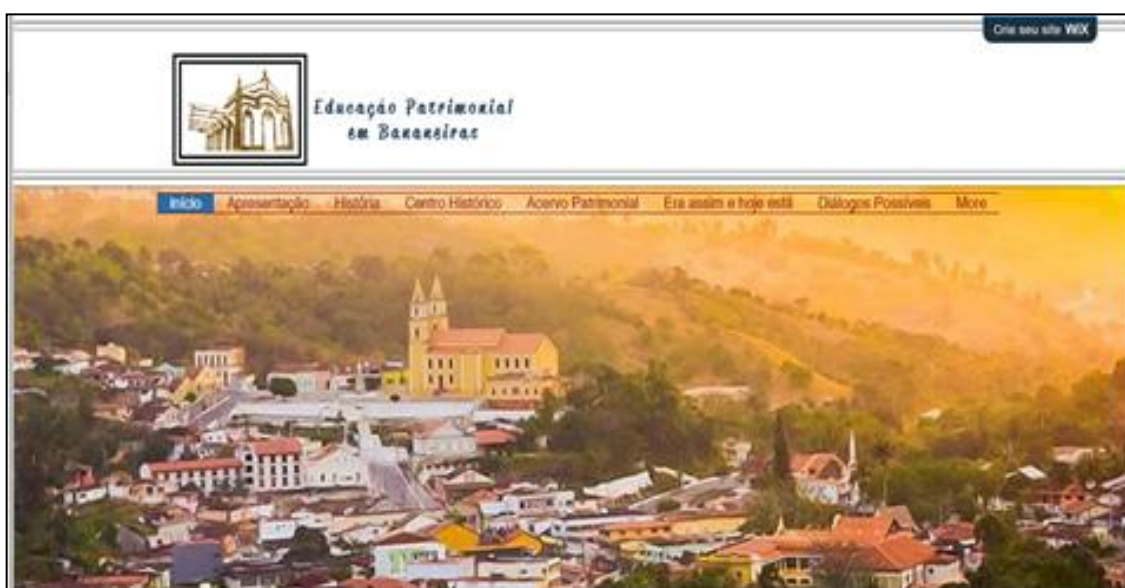 Crie seu site WiX
Educação Patrimonial
em Bananeiras
Início Apresentação História Centro Histórico Acervo Patrimonial Era assim e hoje está Diálogos Possíveis More